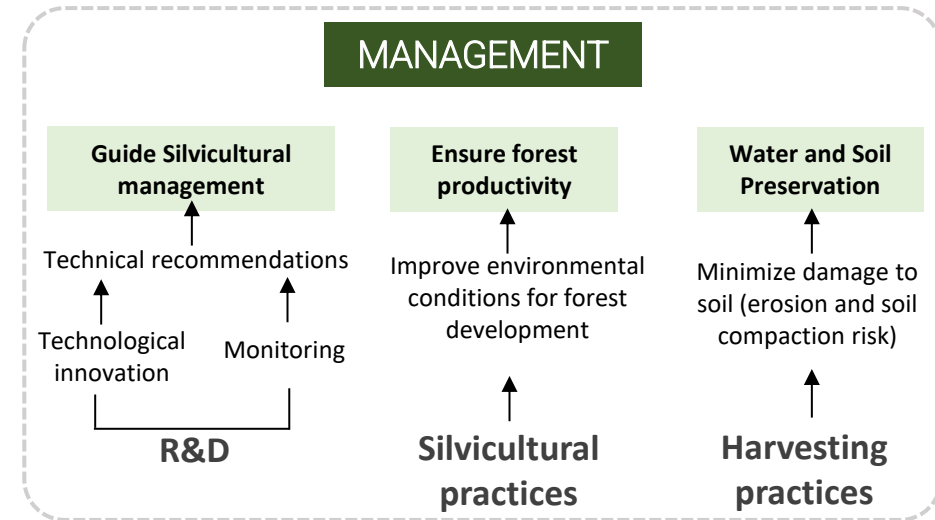 MANAGEMENT
Guide Silvicultural
management
Technical recommendations
Technological
innovation
Monitoring
R&D
Ensure forest
productivity
Improve environmental
conditions for forest
development
Silvicultural
practices
Water and Soil
Preservation
Minimize damage to
soil (erosion and soil
compaction risk)
Harvesting
practices